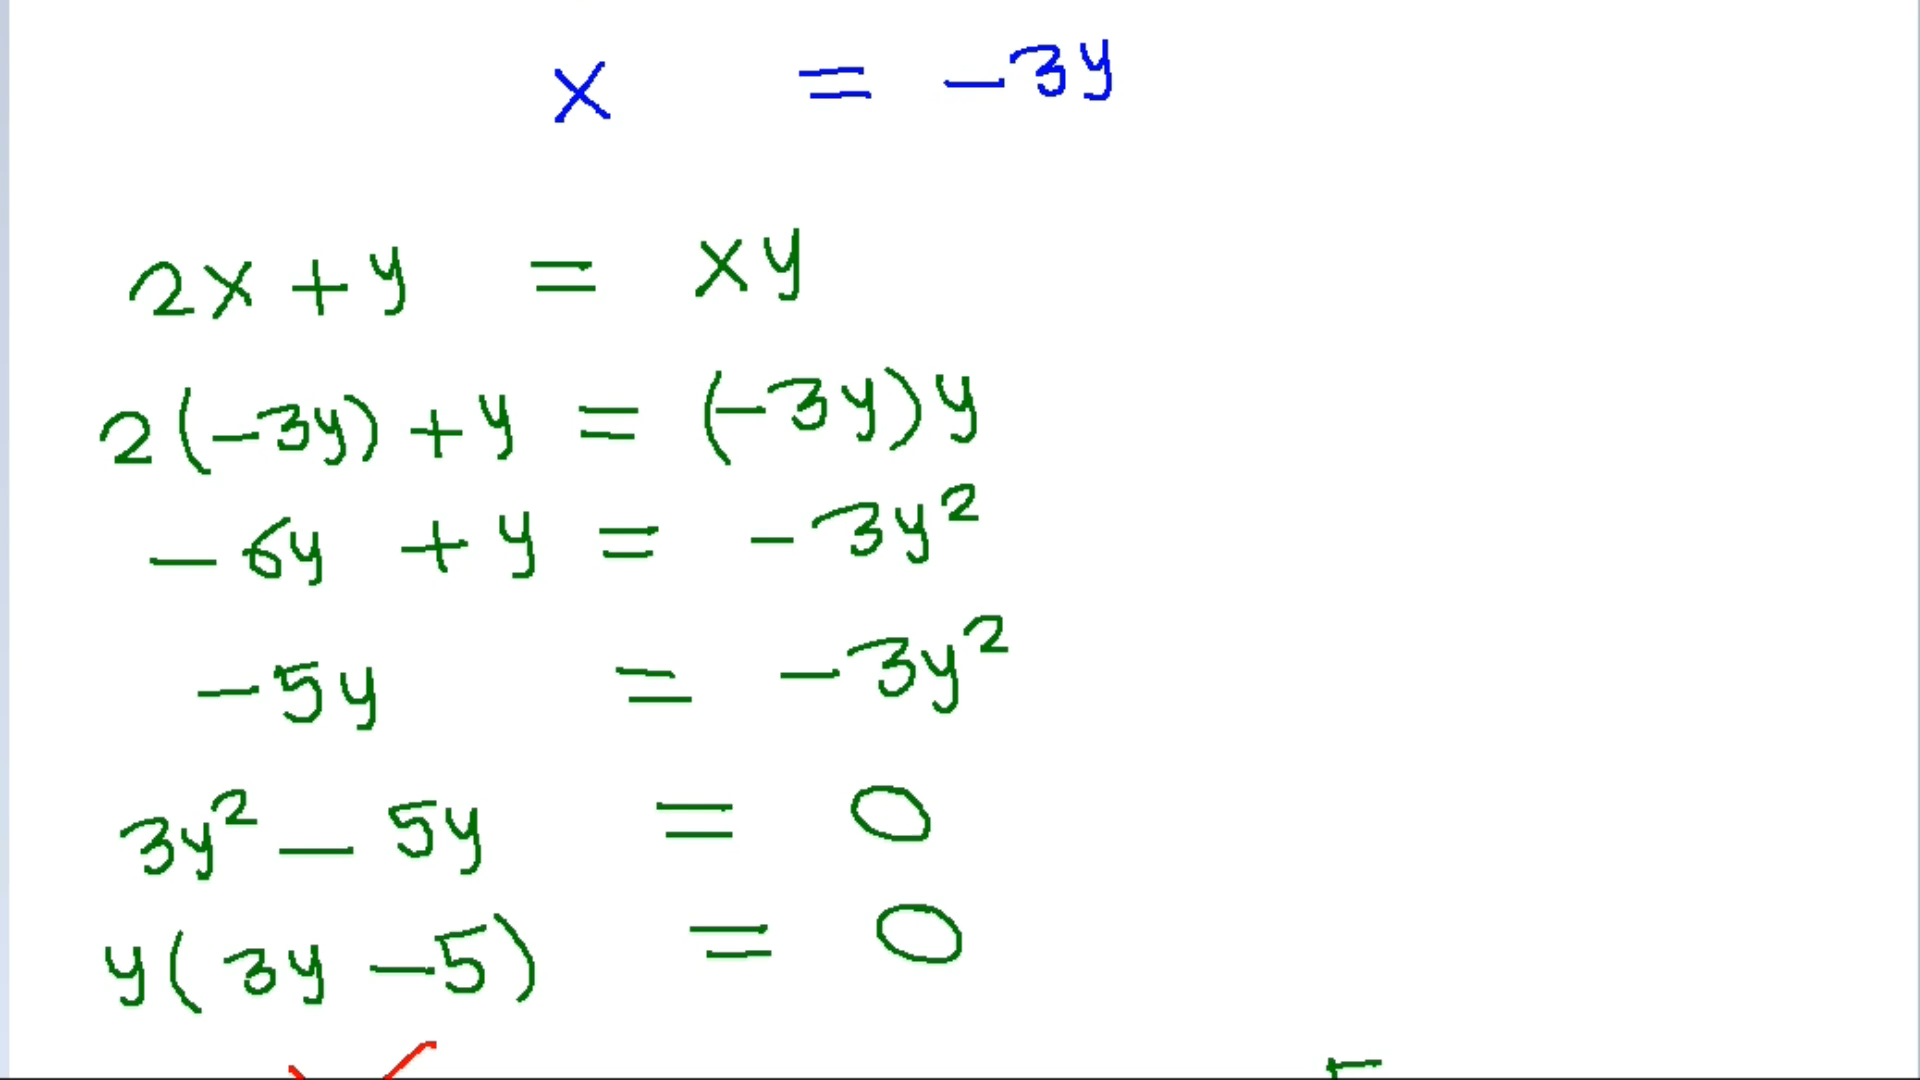 x = -3y
2x + y = xy
2(-3y) + y = (-3y)y
- 6y + y = -3y²
-5y = -3y²
3y² - 5y = 0
y(3y - 5) = 0